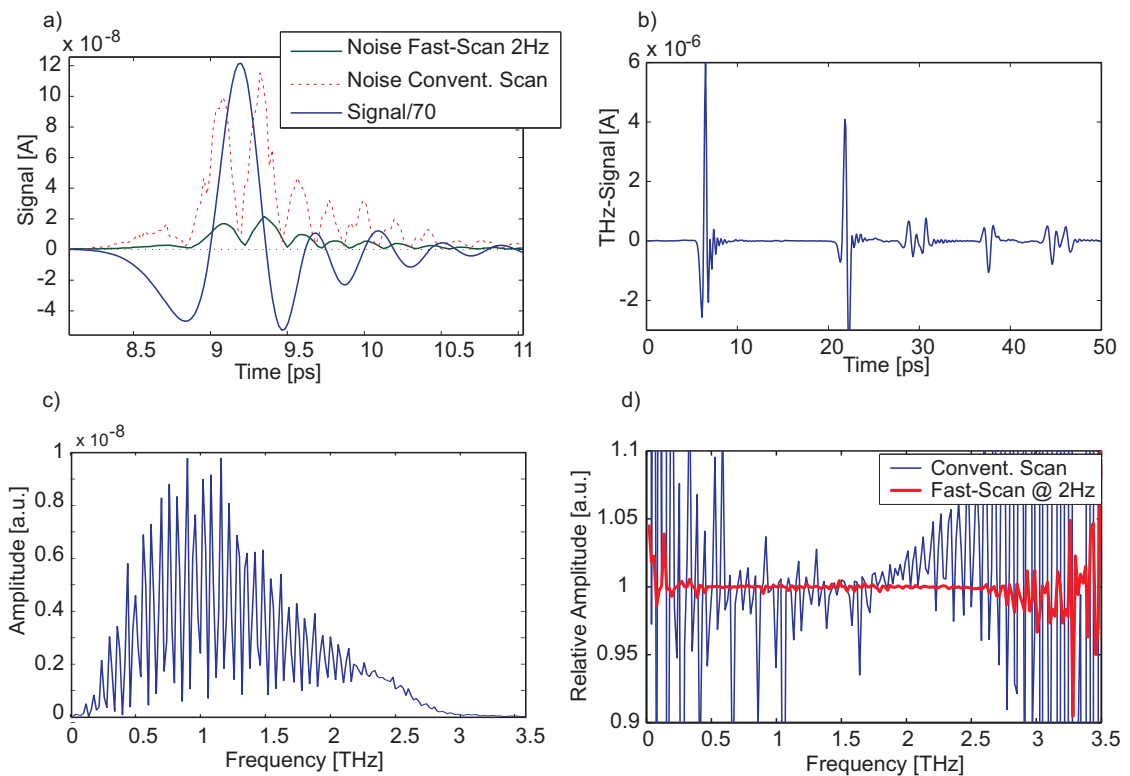 a)
x 10-8
Noise Fast-Scan 2Hz
Noise Convent. Scan
Signal/70
Signal [A]
12
10
8
6
4
2
0
-2
-4
8.5
9
9.5
10
10.5
11
Time [ps]
b)
x 10-6
THz-Signal [A]
6
4
2
0
-2
0
10
20
30
40
50
Time [ps]
c)
x 10-8
Amplitude [a.u.]
1
0.8
0.6
0.4
0.2
0
0
0.5
1
1.5
2
2.5
3
3.5
Frequency [THz]
d)
Convent. Scan
Fast-Scan @ 2Hz
Relative Amplitude [a.u.]
1.1
1.05
1
0.95
0.9
0
0.5
1
1.5
2
2.5
3.0
3.5
Frequency [THz]